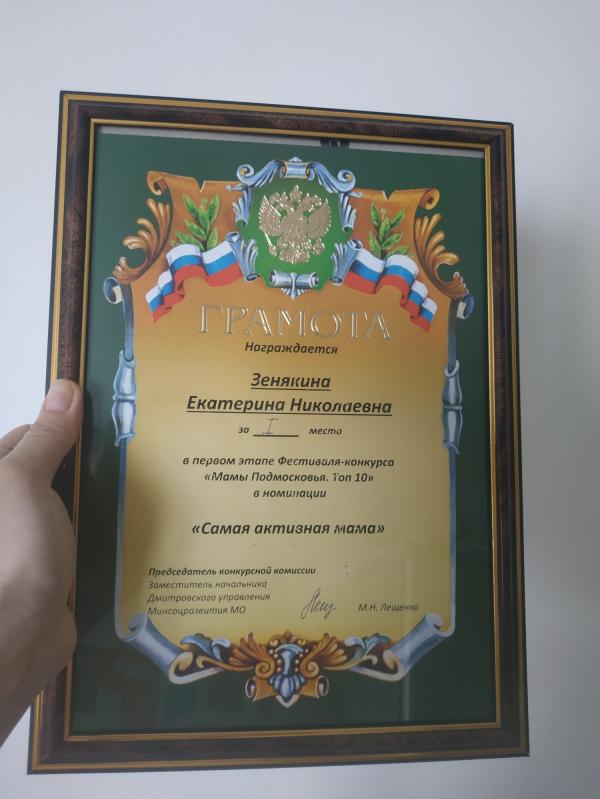 ГРАМОТА
Награждается
Зенякина
Екатерина Николаевна
за I место
в первом этапе Фестиваля-конкурса
«Мамы Подмосковья. Топ 10»
в номинации
«Самая активная мама»
Председатель конкурсной комиссии
Заместитель начальника
Дмитровского управления
Минсоцразвития МО М.Н. Лещенко